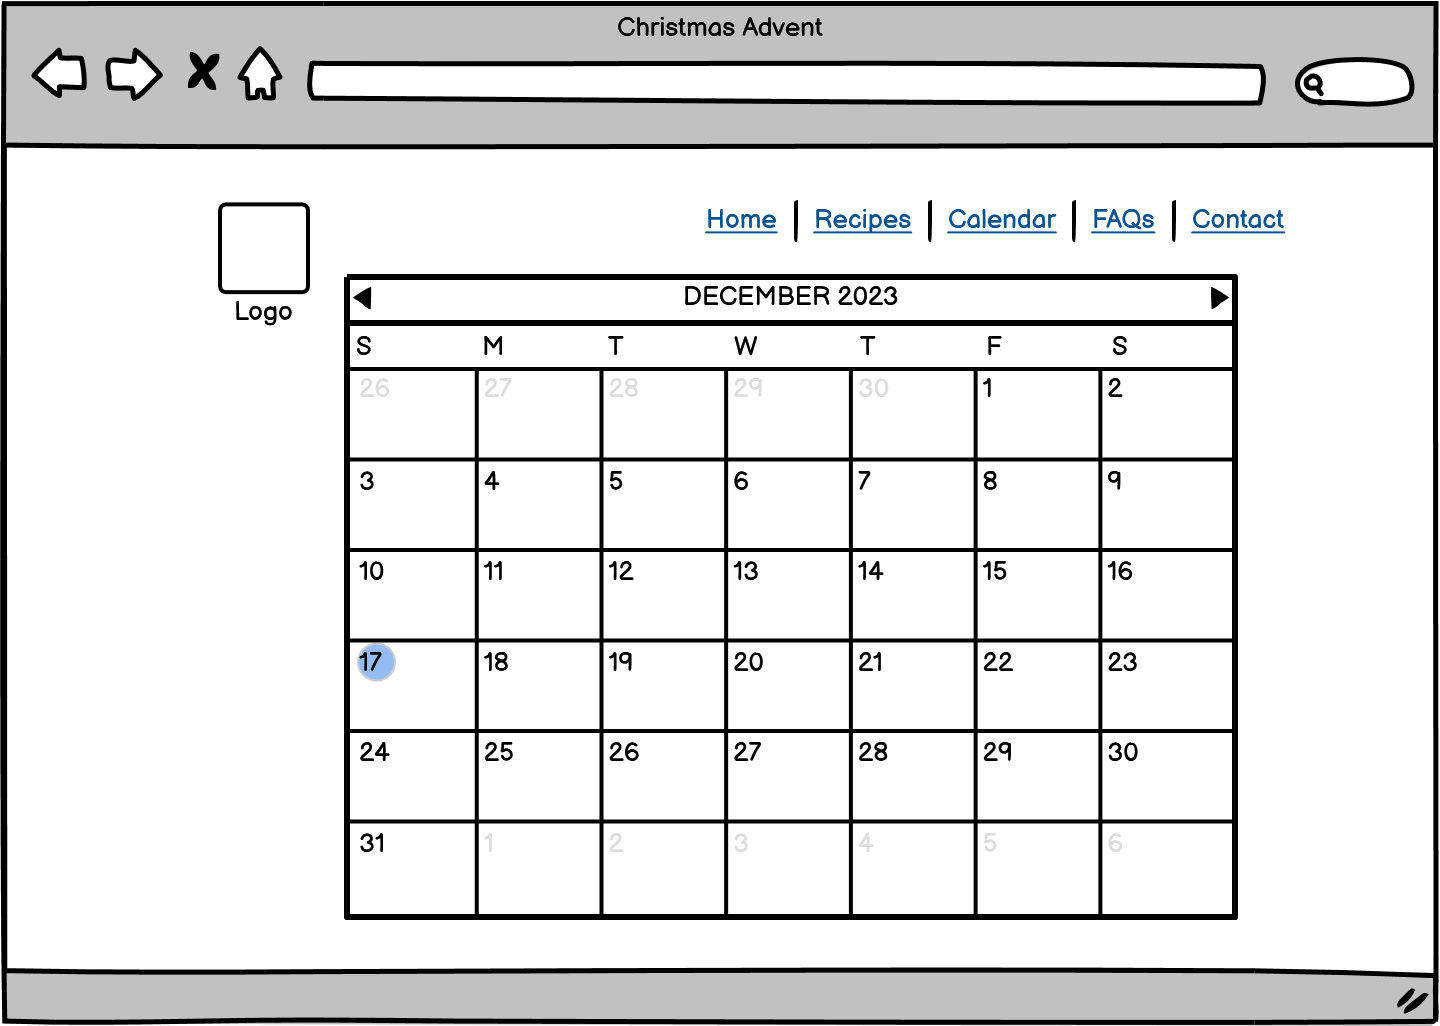 Christmas Advent
Home Recipes Calendar FAQs Contact
Logo
DECEMBER 2023
S M T W T F S
26 27 28 29 30 1 2
3 4 5 6 7 8 9
10 11 12 13 14 15 16
17 18 19 20 21 22 23
24 25 26 27 28 29 30
31 1 2 3 4 5 6